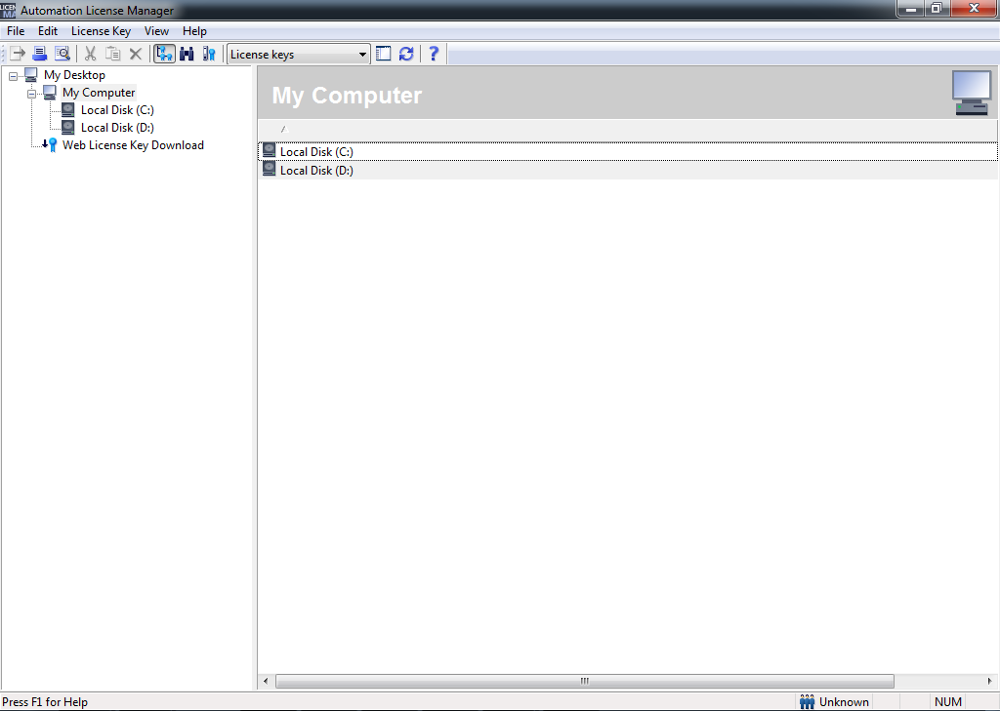 Automation License Manager
File Edit License Key View Help
License keys
My Desktop
My Computer
Local Disk (C:)
Local Disk (D:)
Web License Key Download
My Computer
Local Disk (C:)
Local Disk (D:)
Press F1 for Help
Unknown
NUM